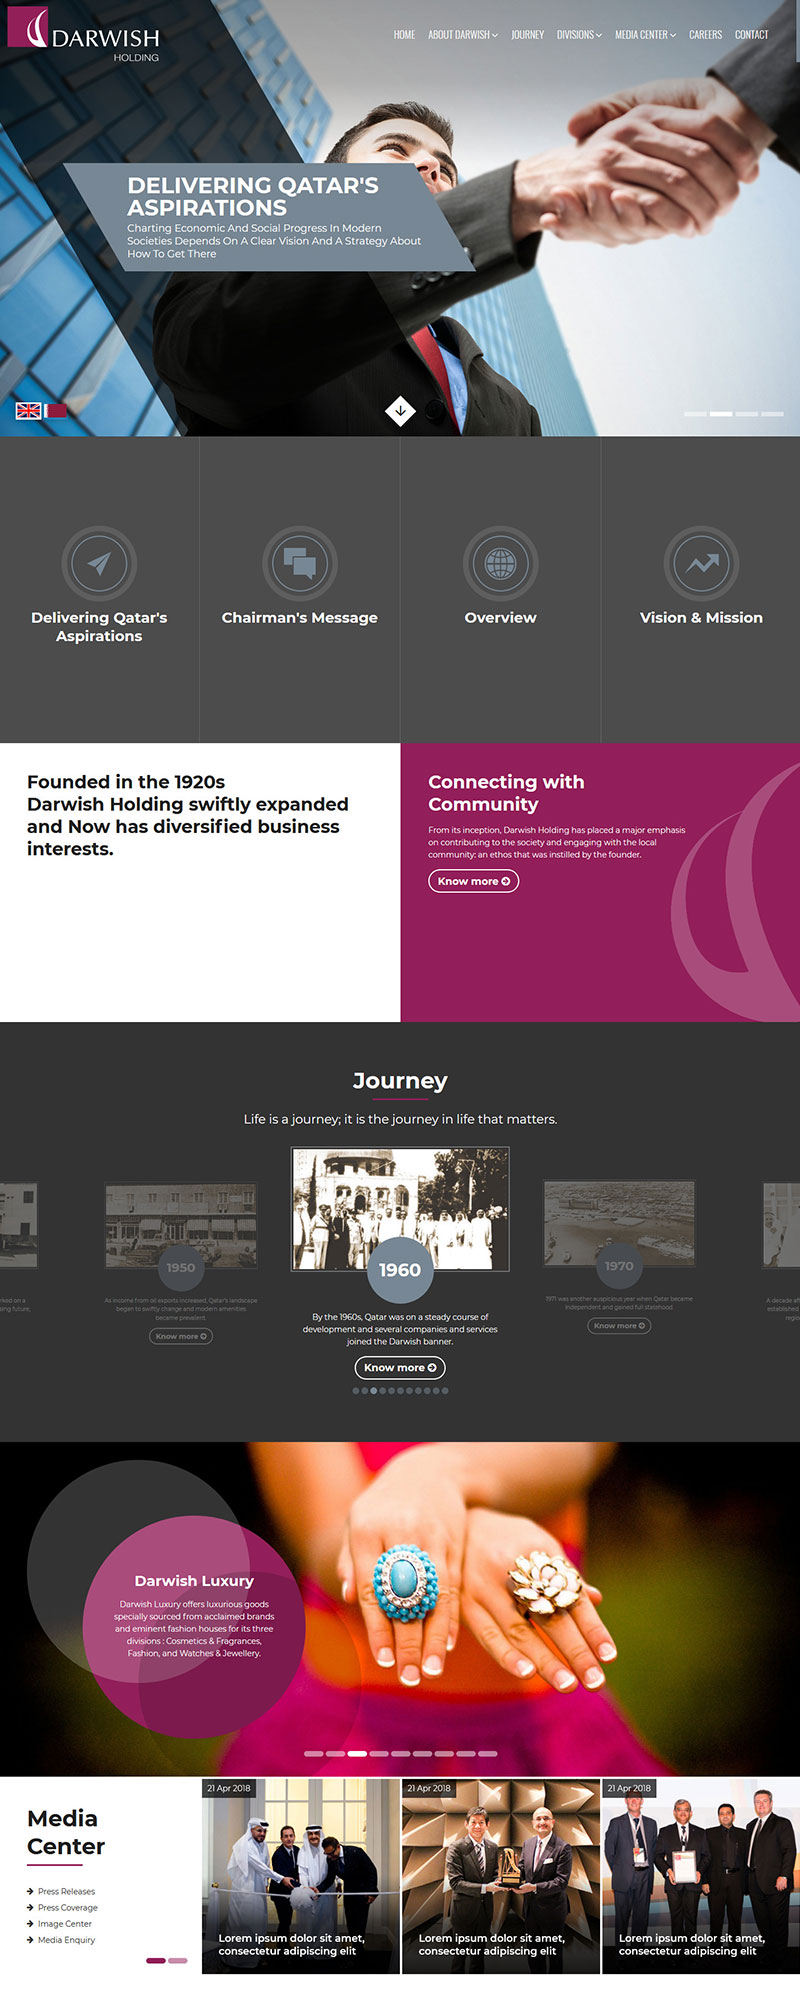 DARWISH
HOLDING
HOME ABOUT DARWISH JOURNEY DIVISIONS MEDIA CENTER CAREERS CONTACT
DELIVERING QATAR'S
ASPIRATIONS
Charting Economic And Social Progress In Modern
Societies Depends On A Clear Vision And A Strategy About
How To Get There
Delivering Qatar's
Aspirations
Chairman's Message
Overview
Vision & Mission
Founded in the 1920s
Darwish Holding swiftly expanded
and Now has diversified business
interests.
Connecting with
Community
From its inception, Darwish Holding has placed a major emphasis
on contributing to the society and engaging with the local
community: an ethos that was instilled by the founder.
Know more
Journey
Life is a journey; it is the journey in life that matters.
1950
As income from oil exports increased, Qatar's landscape
began to swiftly change and modern amenities
became prevalent.
Know more
1960
By the 1960s, Qatar was on a steady course of
development and several companies and services
joined the Darwish banner.
Know more
1970
1971 was another auspicious year when Qatar became
independent and gained full statehood.
Know more
A decade
established
Darwish Luxury
Darwish Luxury offers luxurious goods
specially sourced from acclaimed brands
and eminent fashion houses for its three
divisions : Cosmetics & Fragrances,
Fashion, and Watches & Jewellery.
Media
Center
Press Releases
Press Coverage
Image Center
Media Enquiry
21 Apr 2018
Lorem ipsum dolor sit amet,
consectetur adipiscing elit
21 Apr 2018
Lorem ipsum dolor sit amet,
consectetur adipiscing elit
21 Apr 2018
Lorem ipsum dolor sit amet,
consectetur adipiscing elit